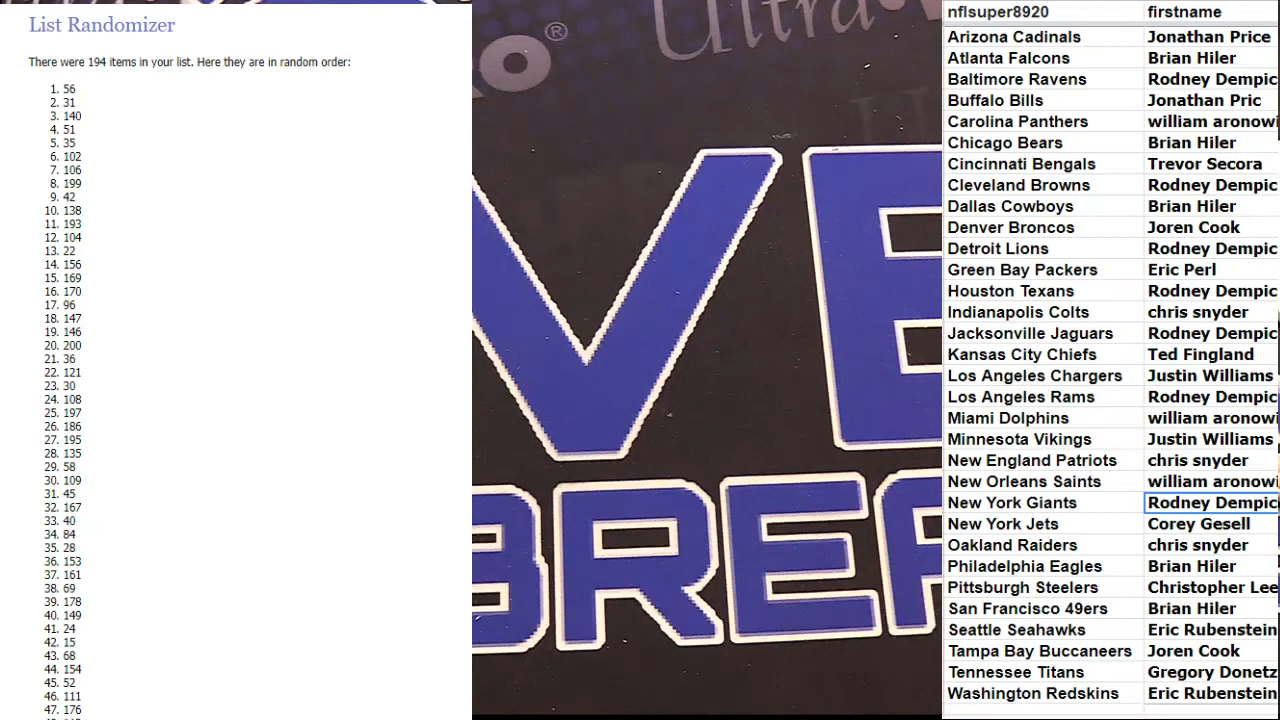 List Randomizer
There were 194 items in your list. Here they are in random order:
1. 56
2. 31
3. 140
4. 51
5. 35
6. 102
7. 106
8. 199
9. 42
10. 138
11. 193
12. 104
13. 22
14. 156
15. 169
16. 170
17. 96
18. 147
19. 146
20. 200
21. 36
22. 121
23. 30
24. 108
25. 197
26. 186
27. 195
28. 135
29. 58
30. 109
31. 45
32. 167
33. 40
34. 84
35. 28
36. 153
37. 161
38. 69
39. 178
40. 149
41. 24
42. 15
43. 68
44. 154
45. 52
46. 111
47. 176
ro®
Ultra
VE
BREA
nflsuper8920 firstname
Arizona Cadinals Jonathan Price
Atlanta Falcons Brian Hiler
Baltimore Ravens Rodney Dempic
Buffalo Bills Jonathan Pric
Carolina Panthers william aronowi
Chicago Bears Brian Hiler
Cincinnati Bengals Trevor Secora
Cleveland Browns Rodney Dempic
Dallas Cowboys Brian Hiler
Denver Broncos Joren Cook
Detroit Lions Rodney Dempic
Green Bay Packers Eric Perl
Houston Texans Rodney Dempic
Indianapolis Colts chris snyder
Jacksonville Jaguars Rodney Dempic
Kansas City Chiefs Ted Fingland
Los Angeles Chargers Justin Williams
Los Angeles Rams Rodney Dempic
Miami Dolphins william aronowi
Minnesota Vikings Justin Williams
New England Patriots chris snyder
New Orleans Saints william aronowi
New York Giants Rodney Dempic
New York Jets Corey Gesell
Oakland Raiders chris snyder
Philadelphia Eagles Brian Hiler
Pittsburgh Steelers Christopher Lee
San Francisco 49ers Brian Hiler
Seattle Seahawks Eric Rubenstein
Tampa Bay Buccaneers Joren Cook
Tennessee Titans Gregory Donetz
Washington Redskins Eric Rubenstein